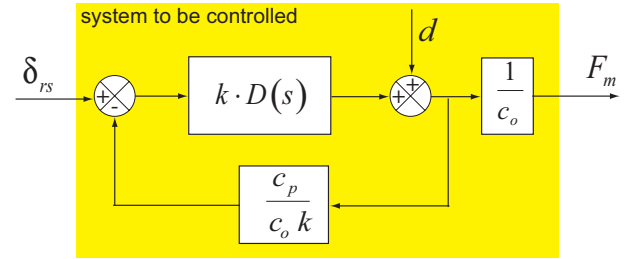 system to be controlled
d
δ_rs
+
-
k · D(s)
+
+
1/c_o
F_m
c_p/(c_o k)